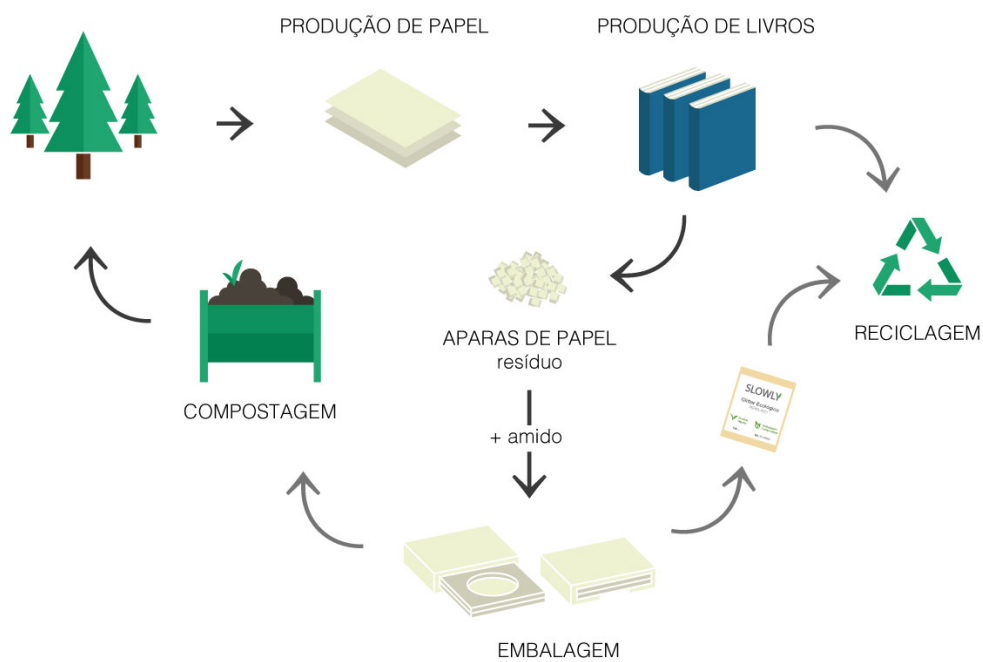 PRODUÇÃO DE PAPEL
PRODUÇÃO DE LIVROS
RECICLAGEM
APARAS DE PAPEL
resíduo
+ amido
COMPOSTAGEM
SLOWLY
EMBALAGEM